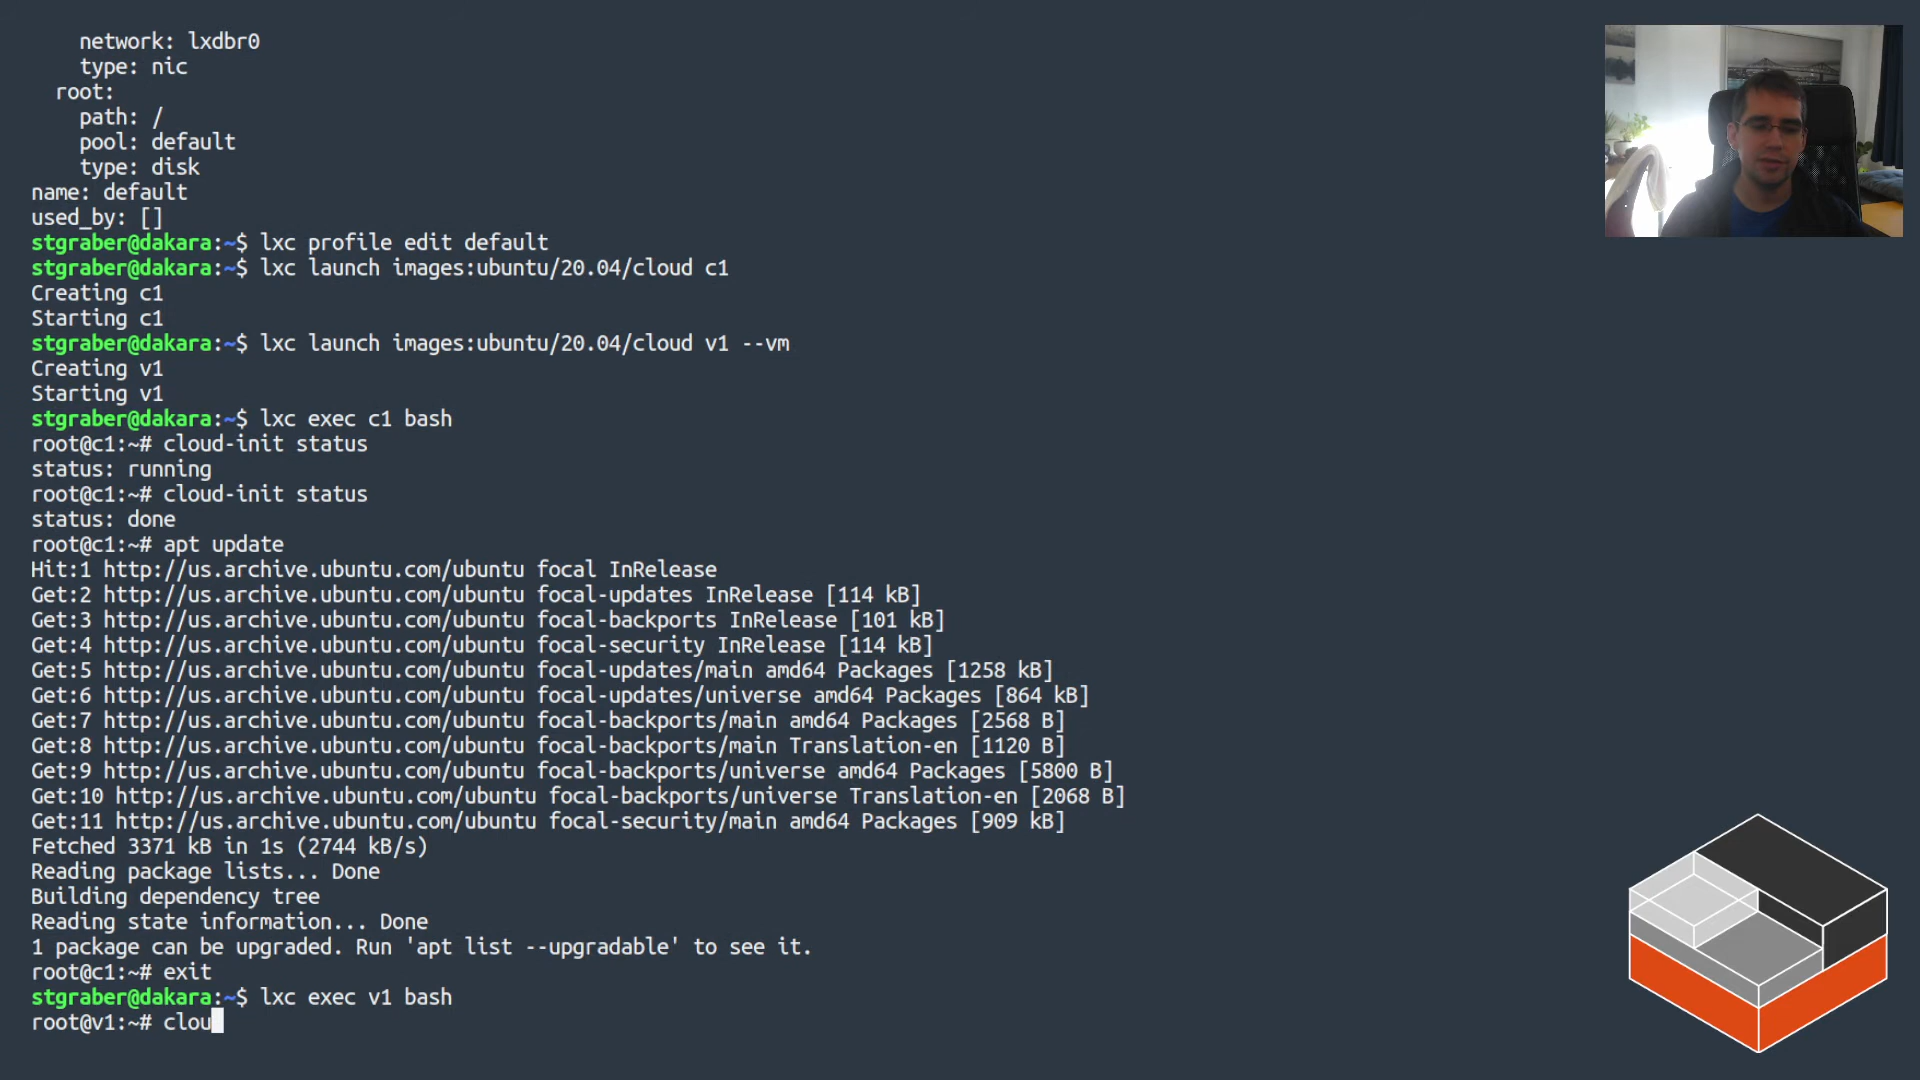 network: lxdbr0
type: nic
root:
path: /
pool: default
type: disk
name: default
used_by: []
stgraber@dakara:~$ lxc profile edit default
stgraber@dakara:~$ lxc launch images:ubuntu/20.04/cloud c1
Creating c1
Starting c1
stgraber@dakara:~$ lxc launch images:ubuntu/20.04/cloud v1 --vm
Creating v1
Starting v1
stgraber@dakara:~$ lxc exec c1 bash
root@c1:~# cloud-init status
status: running
root@c1:~# cloud-init status
status: done
root@c1:~# apt update
Hit:1 http://us.archive.ubuntu.com/ubuntu focal InRelease
Get:2 http://us.archive.ubuntu.com/ubuntu focal-updates InRelease [114 kB]
Get:3 http://us.archive.ubuntu.com/ubuntu focal-backports InRelease [101 kB]
Get:4 http://us.archive.ubuntu.com/ubuntu focal-security InRelease [114 kB]
Get:5 http://us.archive.ubuntu.com/ubuntu focal-updates/main amd64 Packages [1258 kB]
Get:6 http://us.archive.ubuntu.com/ubuntu focal-updates/universe amd64 Packages [864 kB]
Get:7 http://us.archive.ubuntu.com/ubuntu focal-backports/main amd64 Packages [2568 B]
Get:8 http://us.archive.ubuntu.com/ubuntu focal-backports/main Translation-en [1120 B]
Get:9 http://us.archive.ubuntu.com/ubuntu focal-backports/universe amd64 Packages [5800 B]
Get:10 http://us.archive.ubuntu.com/ubuntu focal-backports/universe Translation-en [2068 B]
Get:11 http://us.archive.ubuntu.com/ubuntu focal-security/main amd64 Packages [909 kB]
Fetched 3371 kB in 1s (2744 kB/s)
Reading package lists... Done
Building dependency tree
Reading state information... Done
1 package can be upgraded. Run 'apt list --upgradable' to see it.
root@c1:~# exit
stgraber@dakara:~$ lxc exec v1 bash
root@v1:~# clou